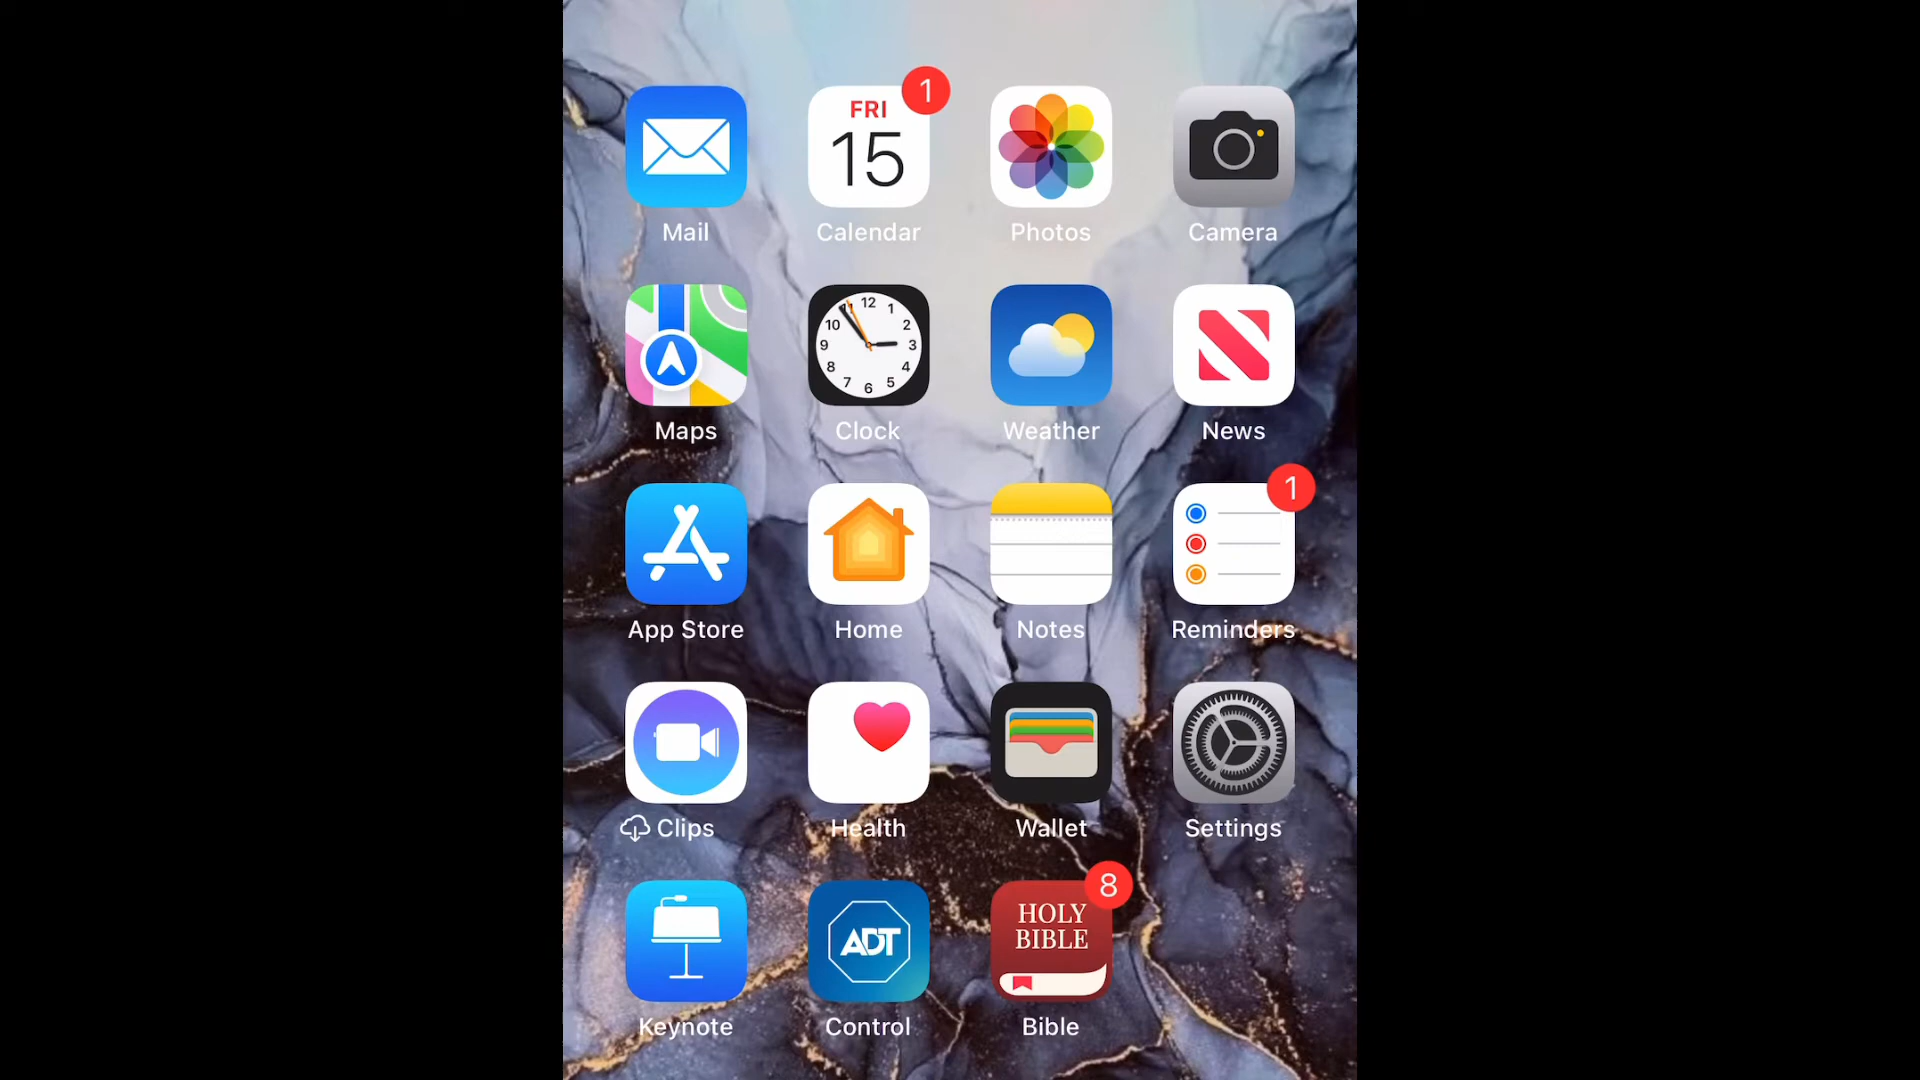 1
FRI
15
Mail
Calendar
Photos
Camera
12
11
1
10
2
9
3
8
4
7
5
6
Maps
Clock
Weather
News
1
App Store
Home
Notes
Reminders
Clips
Health
Wallet
Settings
8
HOLY
BIBLE
ADT
Keynote
Control
Bible